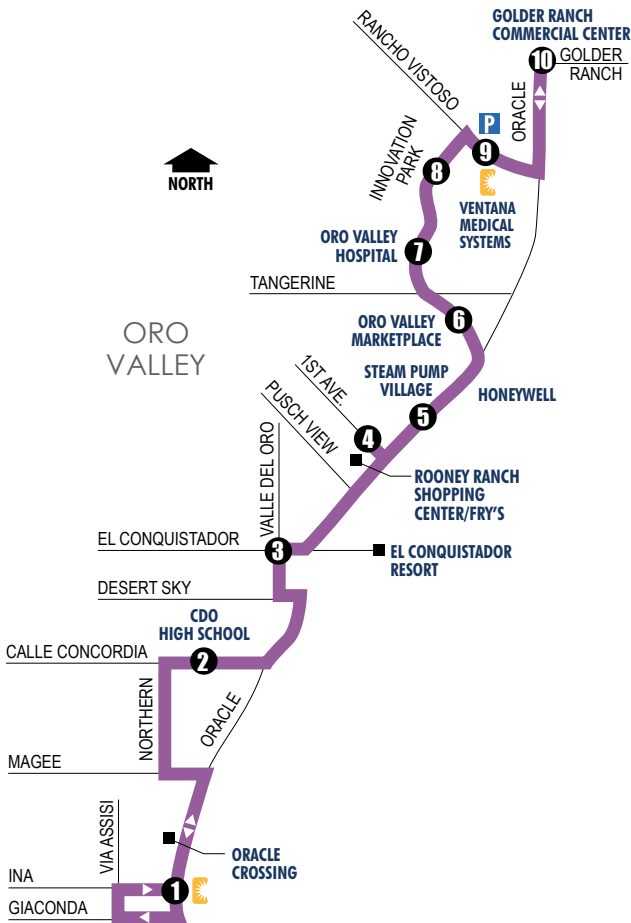 GOLDER RANCH
COMMERCIAL CENTER
10
GOLDER
RANCH
RANCHO VISTOSO
ORACLE
P
9
INNOVATION
PARK
8
NORTH
VENTANA
MEDICAL
SYSTEMS
ORO VALLEY
HOSPITAL
7
TANGERINE
6
ORO VALLEY
MARKETPLACE
ORO
VALLEY
STEAM PUMP
VILLAGE
HONEYWELL
5
1ST AVE.
PUSCH VIEW
4
VALLE DEL ORO
ROONEY RANCH
SHOPPING
CENTER/FRY'S
EL CONQUISTADOR
3
EL CONQUISTADOR
RESORT
DESERT SKY
CDO
HIGH SCHOOL
CALLE CONCORDIA
2
NORTHERN
ORACLE
MAGEE
VIA ASSISI
ORACLE
CROSSING
INA
1
GIACONDA